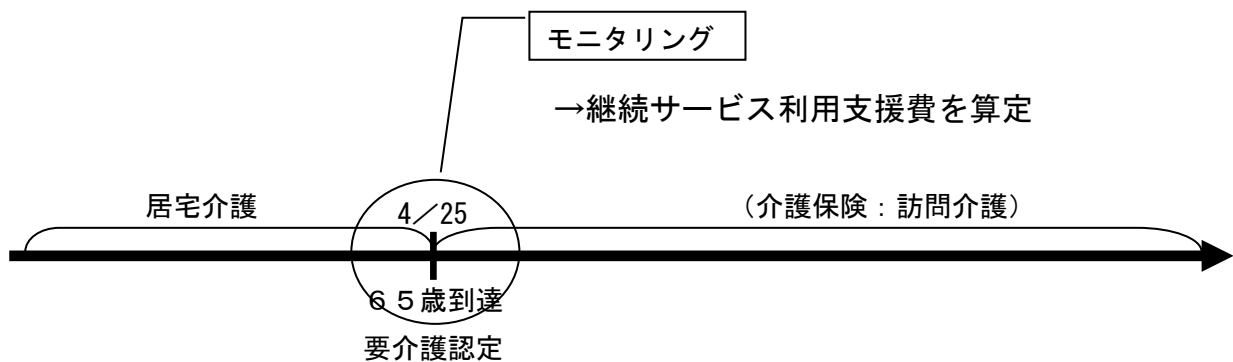 モニタリング
→継続サービス利用支援費を算定
居宅介護
4／25
（介護保険：訪問介護）
６５歳到達
要介護認定